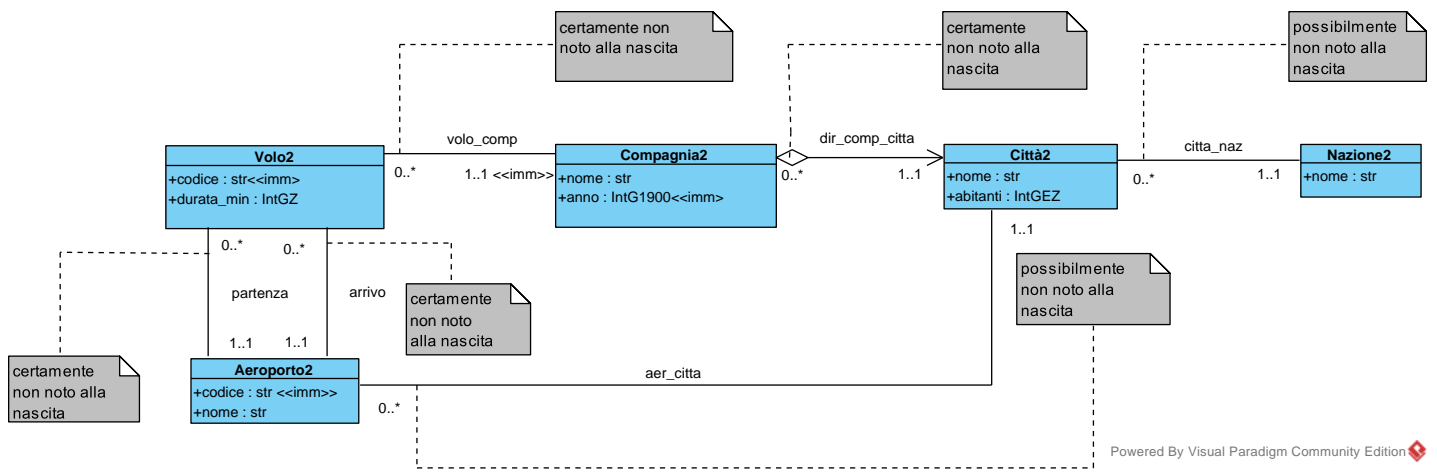 certamente non
noto alla nascita
certamente
non noto alla
nascita
possibilmente
non noto alla
nascita
volo_comp
dir_comp_citta
citta_naz
Volo2
+codice : str<<imm>
+durata_min : IntGZ
0..*
1..1 <<imm>>
Compagnia2
+nome : str
+anno : IntG1900<<imm>
0..*
1..1
Città2
+nome : str
+abitanti : IntGEZ
0..*
1..1
Nazione2
+nome : str
0..*
0..*
1..1
partenza
arrivo
certamente
non noto
alla nascita
possibilmente
non noto alla
nascita
1..1
1..1
certamente
non noto alla
nascita
Aeroporto2
+codice : str <<imm>>
+nome : str
0..*
aer_citta
Powered By Visual Paradigm Community Edition